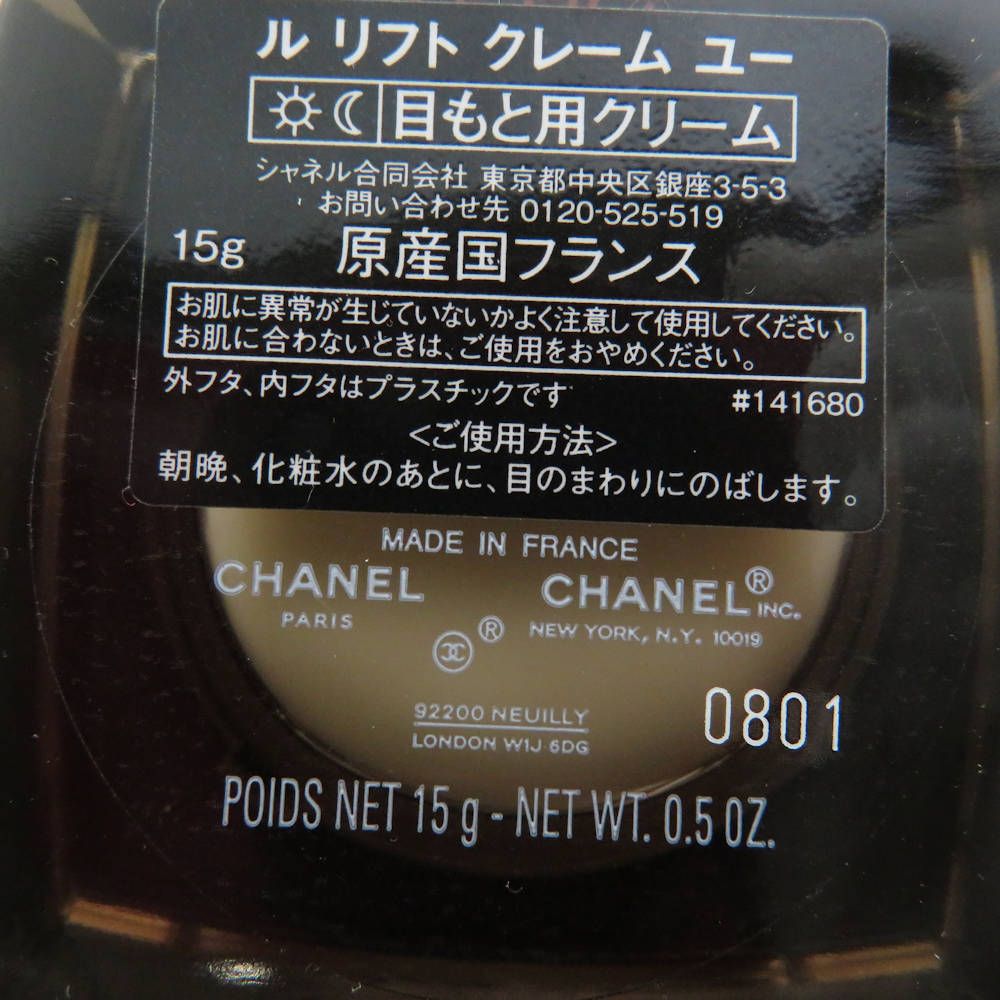 ル リフト クレーム ユー
目もと用クリーム
シャネル合同会社 東京都中央区銀座3-5-3
お問い合わせ先 0120-525-519
15g 原産国フランス
お肌に異常が生じていないかよく注意して使用してください。
お肌に合わないときは、ご使用をおやめください。
外フタ、内フタはプラスチックです #141680
<ご使用方法>
朝晩、化粧水のあとに、目のまわりにのばします。
MADE IN FRANCE
CHANEL CHANEL® INC.
PARIS NEW YORK, N.Y. 10019
®
92200 NEUILLY
LONDON W1J 6DG
0801
POIDS NET 15 g - NET WT. 0.5 OZ.